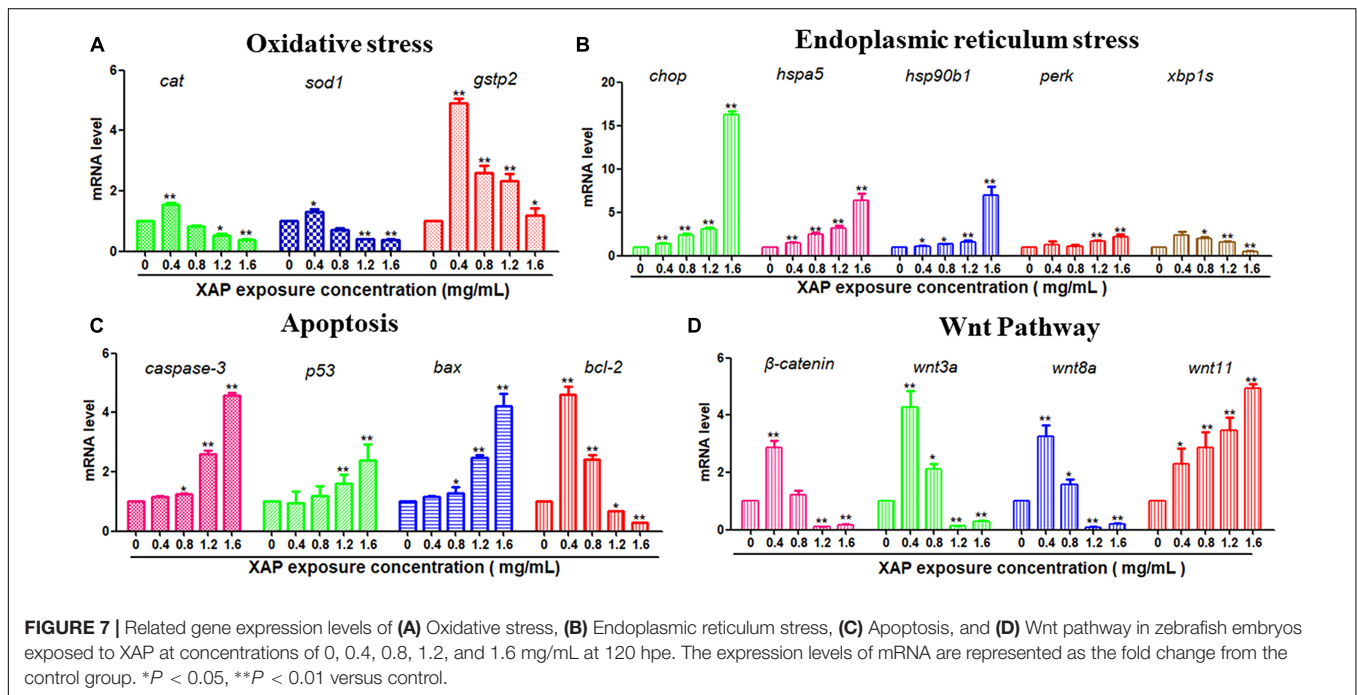 A Oxidative stress
cat sod1 gstp2
mRNA level
6
4
2
0
** * ** * ** ** ** ** ** ** *
0 0.4 0.8 1.2 1.6 0 0.4 0.8 1.2 1.6 0 0.4 0.8 1.2 1.6
XAP exposure concentration (mg/mL)
B Endoplasmic reticulum stress
chop hspa5 hsp90b1 perk xbp1s
mRNA level
20
15
10
5
0
** ** ** ** ** ** ** ** * * ** ** ** ** * ** **
0 0.4 0.8 1.2 1.6 0 0.4 0.8 1.2 1.6 0 0.4 0.8 1.2 1.6 0 0.4 0.8 1.2 1.6 0 0.4 0.8 1.2 1.6
XAP exposure concentration ( mg/mL )
C Apoptosis
caspase-3 p53 bax bcl-2
mRNA level
6
4
2
0
* ** ** ** ** * ** ** ** ** * **
0 0.4 0.8 1.2 1.6 0 0.4 0.8 1.2 1.6 0 0.4 0.8 1.2 1.6 0 0.4 0.8 1.2 1.6
XAP exposure concentration ( mg/mL)
D Wnt Pathway
β-catenin wnt3a wnt8a wnt11
mRNA level
6
4
2
0
** ** ** ** * ** ** ** * ** ** * ** ** **
0 0.4 0.8 1.2 1.6 0 0.4 0.8 1.2 1.6 0 0.4 0.8 1.2 1.6 0 0.4 0.8 1.2 1.6
XAP exposure concentration ( mg/mL )
FIGURE 7 | Related gene expression levels of (A) Oxidative stress, (B) Endoplasmic reticulum stress, (C) Apoptosis, and (D) Wnt pathway in zebrafish embryos
exposed to XAP at concentrations of 0, 0.4, 0.8, 1.2, and 1.6 mg/mL at 120 hpe. The expression levels of mRNA are represented as the fold change from the
control group. *P < 0.05, **P < 0.01 versus control.